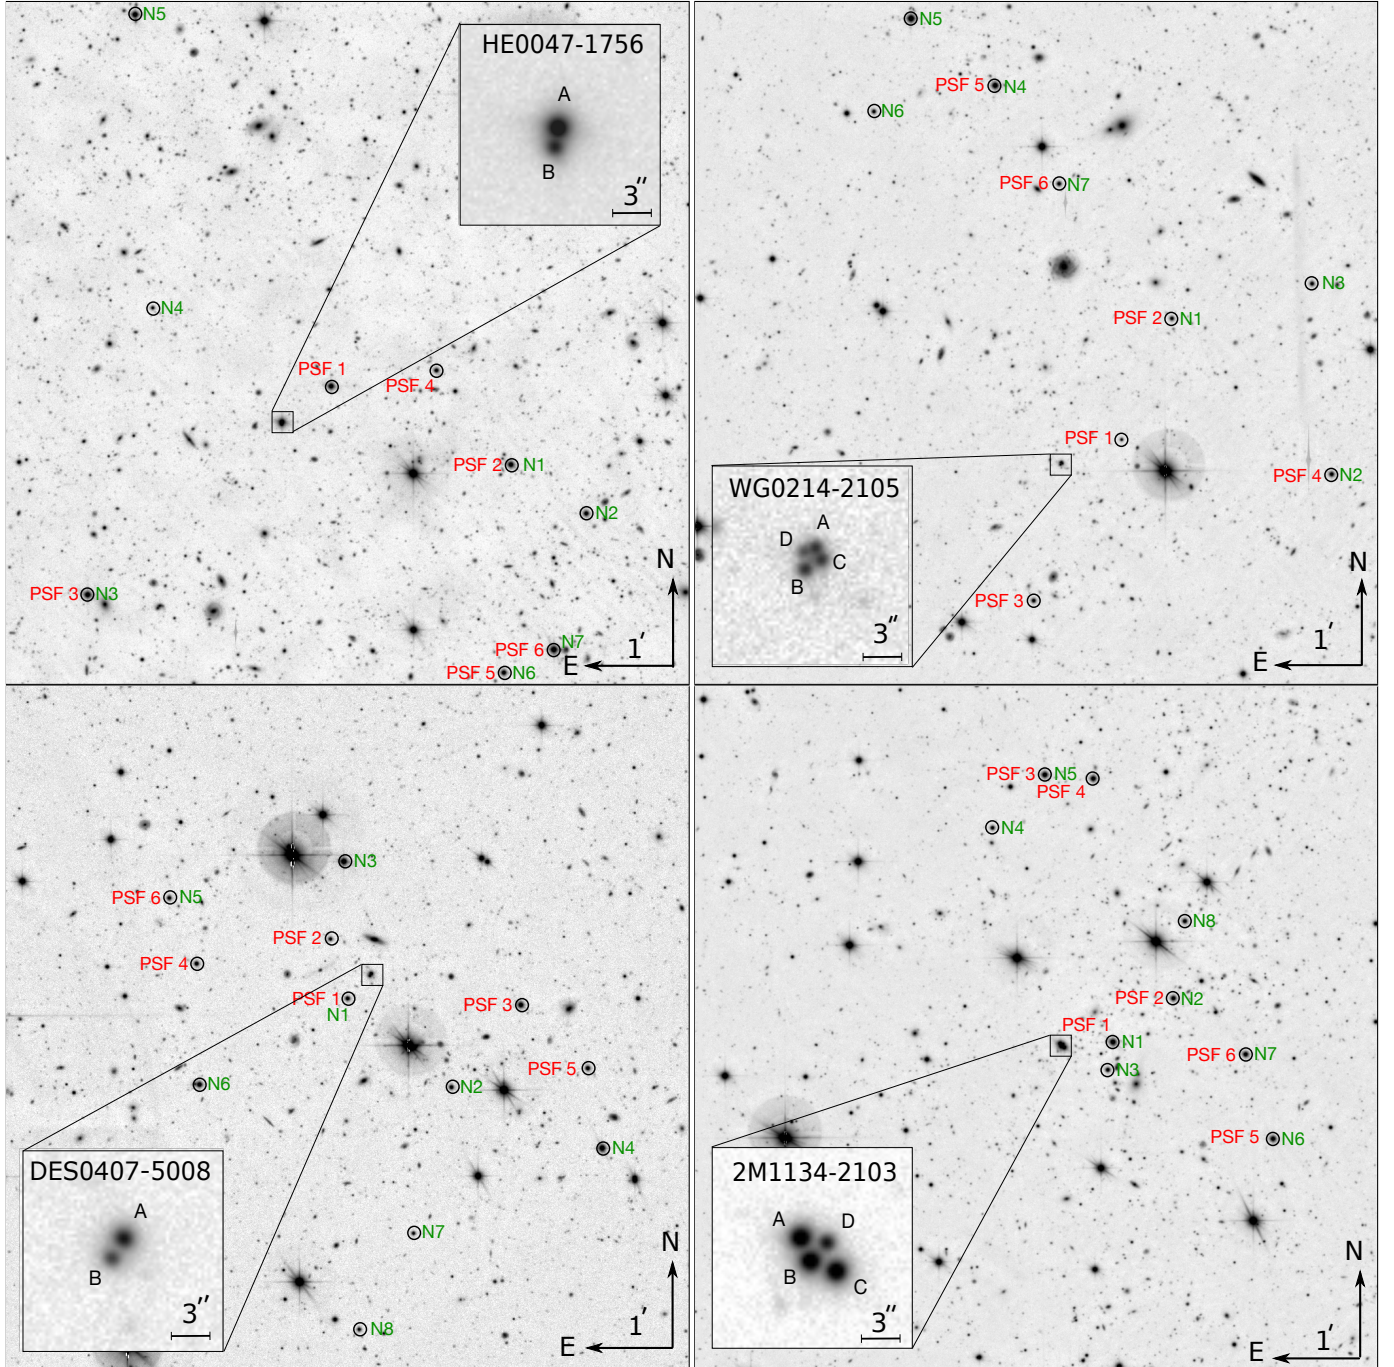 N5
HE0047-1756
A
B
3"
N4
PSF 1
PSF 4
PSF 2 N1
N2
PSF 3 N3
N
1'
E
PSF 6 N7
PSF 5 N6
N5
PSF 5 N4
N6
PSF 6 N7
N3
PSF 2 N1
PSF 1
PSF 4 N2
WG0214-2105
A
D
C
B
3"
PSF 3
N
1'
E
N3
PSF 6 N5
PSF 2
PSF 4
PSF 1
N1
PSF 3
PSF 5
N6
N2
N4
DES0407-5008
A
B
3"
N7
N8
N
1'
E
PSF 3 N5
PSF 4
N4
N8
PSF 2 N2
PSF 1
N1
PSF 6 N7
N3
PSF 5 N6
2M1134-2103
A
D
B
C
3"
N
1'
E